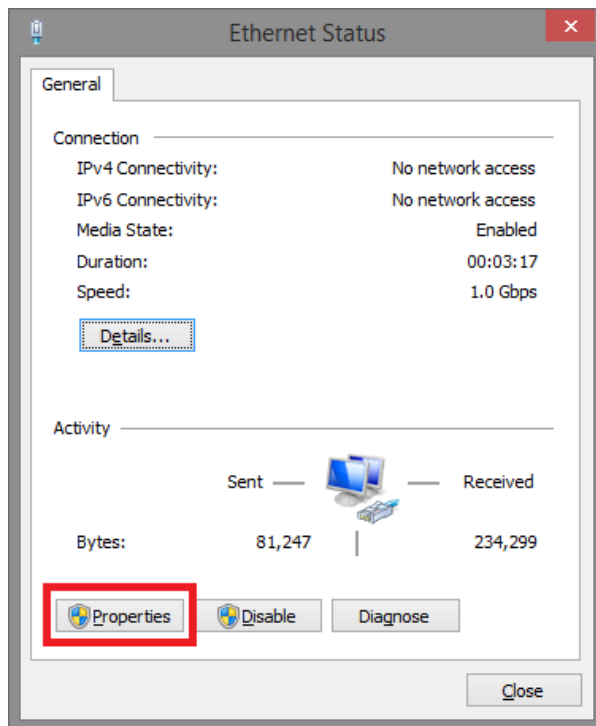 Ethernet Status
General
Connection
IPv4 Connectivity: No network access
IPv6 Connectivity: No network access
Media State: Enabled
Duration: 00:03:17
Speed: 1.0 Gbps
Details...
Activity
Sent Received
Bytes: 81,247 234,299
Properties Disable Diagnose
Close